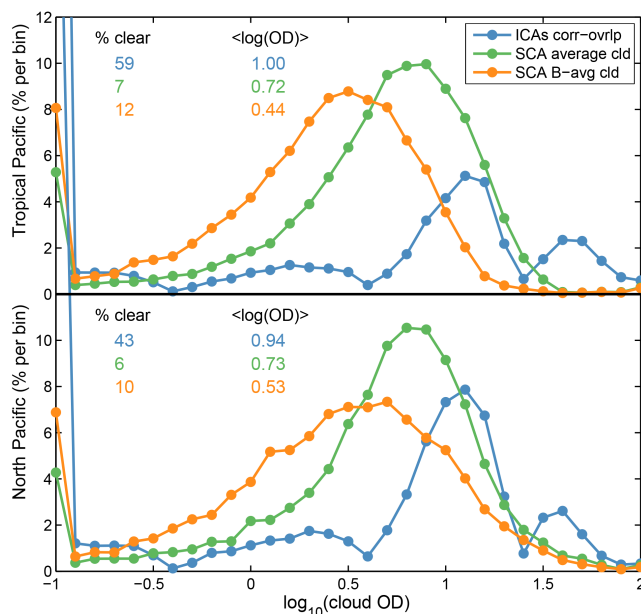 % clear <log(OD)>
59 1.00
7 0.72
12 0.44
ICAs corr-ovrlp
SCA average cld
SCA B-avg cld
Tropical Pacific (% per bin)
12
10
8
6
4
2
0
% clear <log(OD)>
43 0.94
6 0.73
10 0.53
North Pacific (% per bin)
10
8
6
4
2
0
−1 −0.5 0 0.5 1 1.5 2
log10(cloud OD)